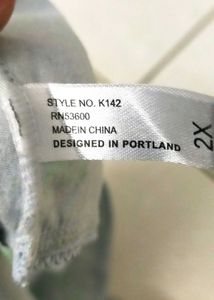 STYLE NO. K142
RN53600
MADE IN CHINA
DESIGNED IN PORTLAND
2X